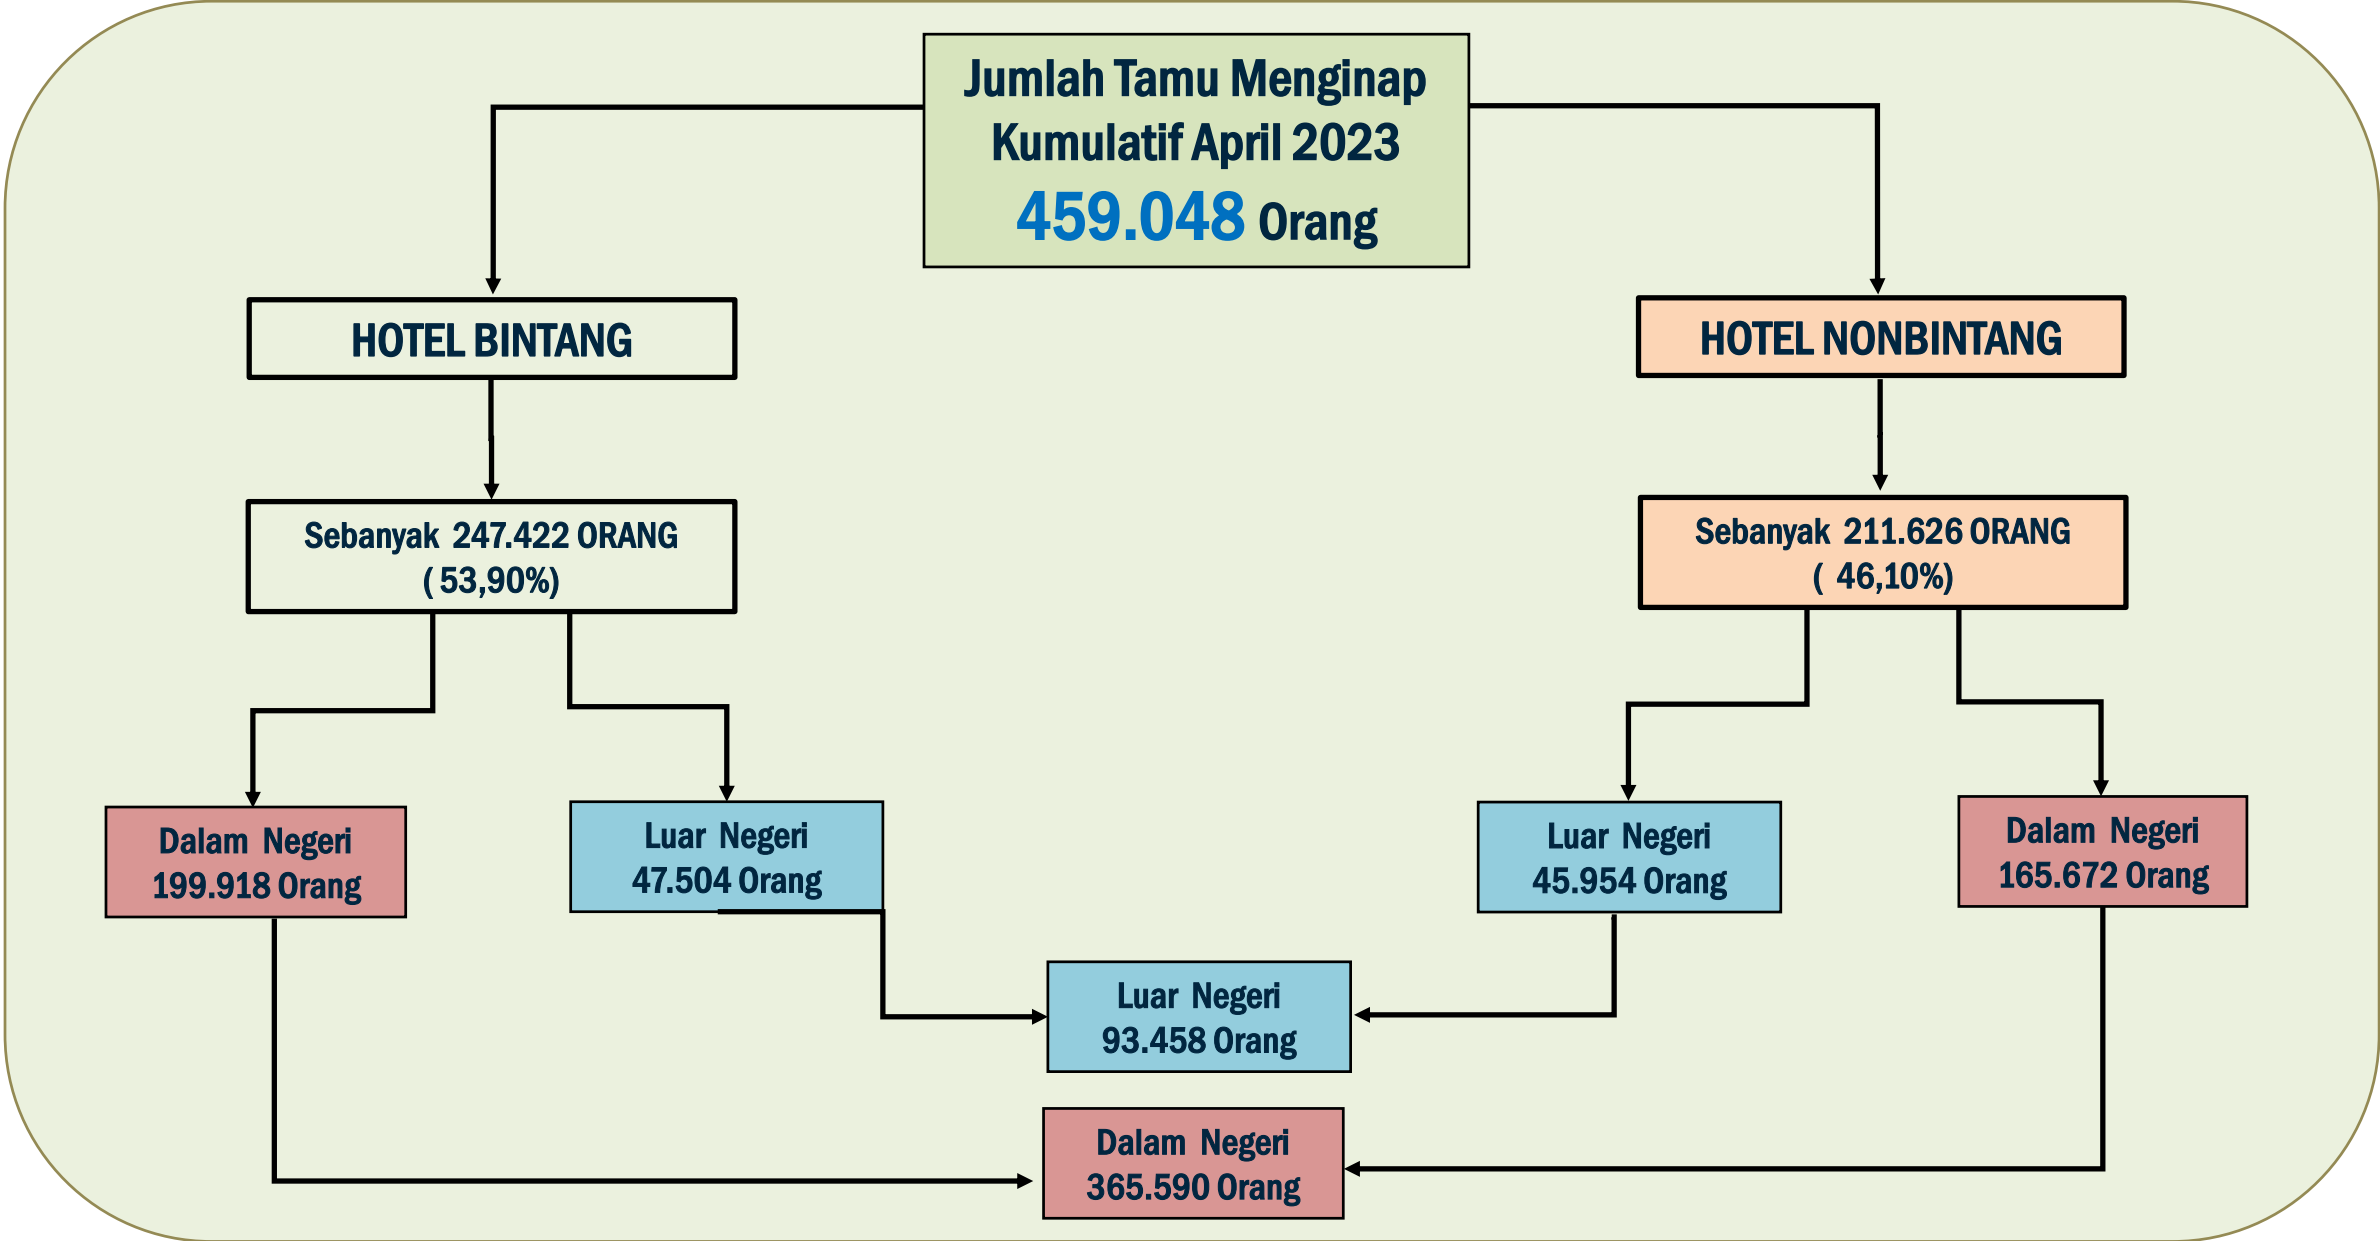 Jumlah Tamu Menginap
Kumulatif April 2023
459.048 Orang
HOTEL BINTANG
HOTEL NONBINTANG
Sebanyak 247.422 ORANG
( 53,90%)
Sebanyak 211.626 ORANG
( 46,10%)
Dalam Negeri
199.918 Orang
Luar Negeri
47.504 Orang
Luar Negeri
45.954 Orang
Dalam Negeri
165.672 Orang
Luar Negeri
93.458 Orang
Dalam Negeri
365.590 Orang